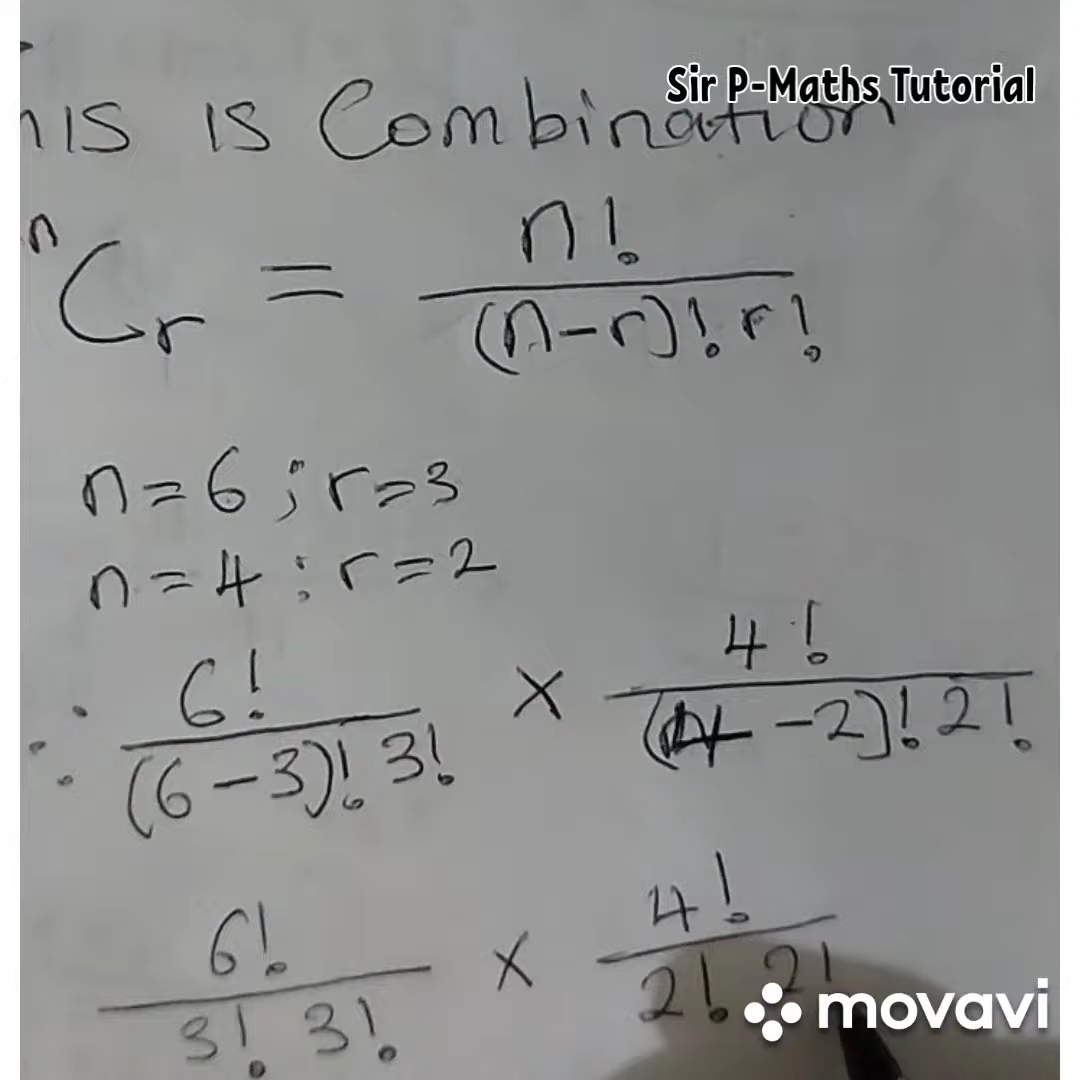 Sir P-Maths Tutorial
his is Combination
ⁿCᵣ = n! / (n-r)! r!
n=6 ; r=3
n=4 ; r=2
∴ 6! / (6-3)! 3! × 4! / (4-2)! 2!
6! / 3! 3! × 4! / 2! 2!
movavi